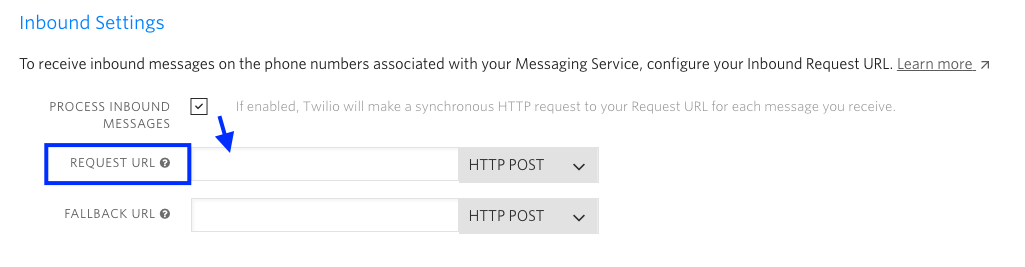 Inbound Settings
To receive inbound messages on the phone numbers associated with your Messaging Service, configure your Inbound Request URL. Learn more
PROCESS INBOUND MESSAGES
If enabled, Twilio will make a synchronous HTTP request to your Request URL for each message you receive.
REQUEST URL
HTTP POST
FALLBACK URL
HTTP POST